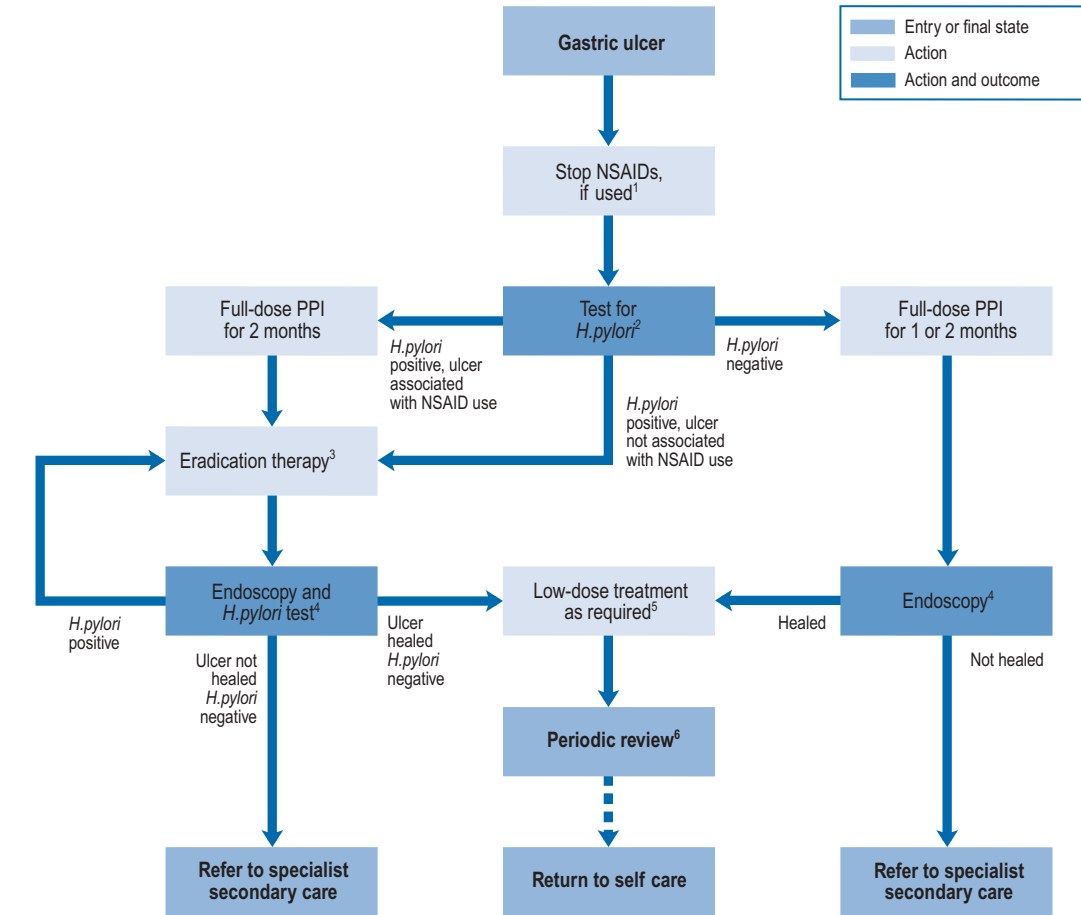 Gastric ulcer
Entry or final state
Action
Action and outcome
Stop NSAIDs,
if used1
Full-dose PPI
for 2 months
Test for
H.pylori2
Full-dose PPI
for 1 or 2 months
H.pylori
positive, ulcer
associated
with NSAID use
H.pylori
negative
H.pylori
positive, ulcer
not associated
with NSAID use
Eradication therapy3
Endoscopy and
H.pylori test4
Low-dose treatment
as required5
Endoscopy4
H.pylori
positive
Ulcer
healed
H.pylori
negative
Healed
Ulcer not
healed
H.pylori
negative
Not healed
Periodic review6
Refer to specialist
secondary care
Return to self care
Refer to specialist
secondary care